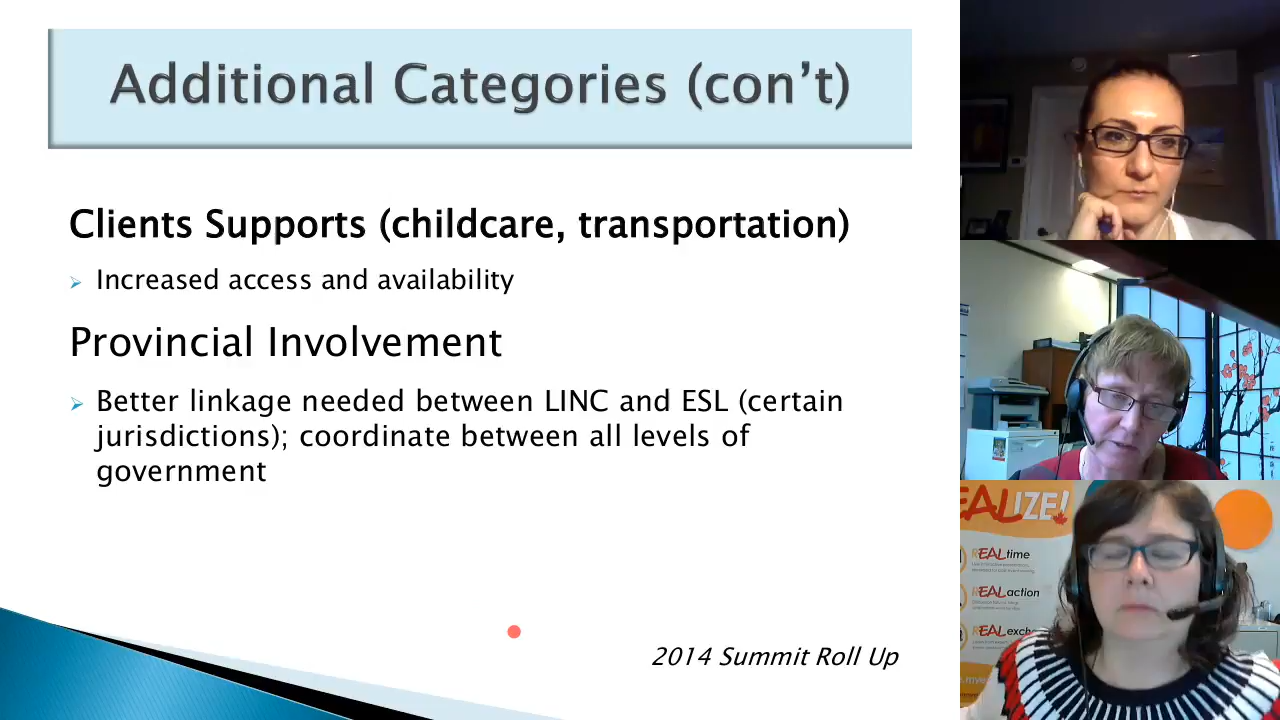 Additional Categories (con't)
Clients Supports (childcare, transportation)
Increased access and availability
Provincial Involvement
Better linkage needed between LINC and ESL (certain
jurisdictions); coordinate between all levels of
government
2014 Summit Roll Up
EALIZE!
REALtime
REALaction
REALexch